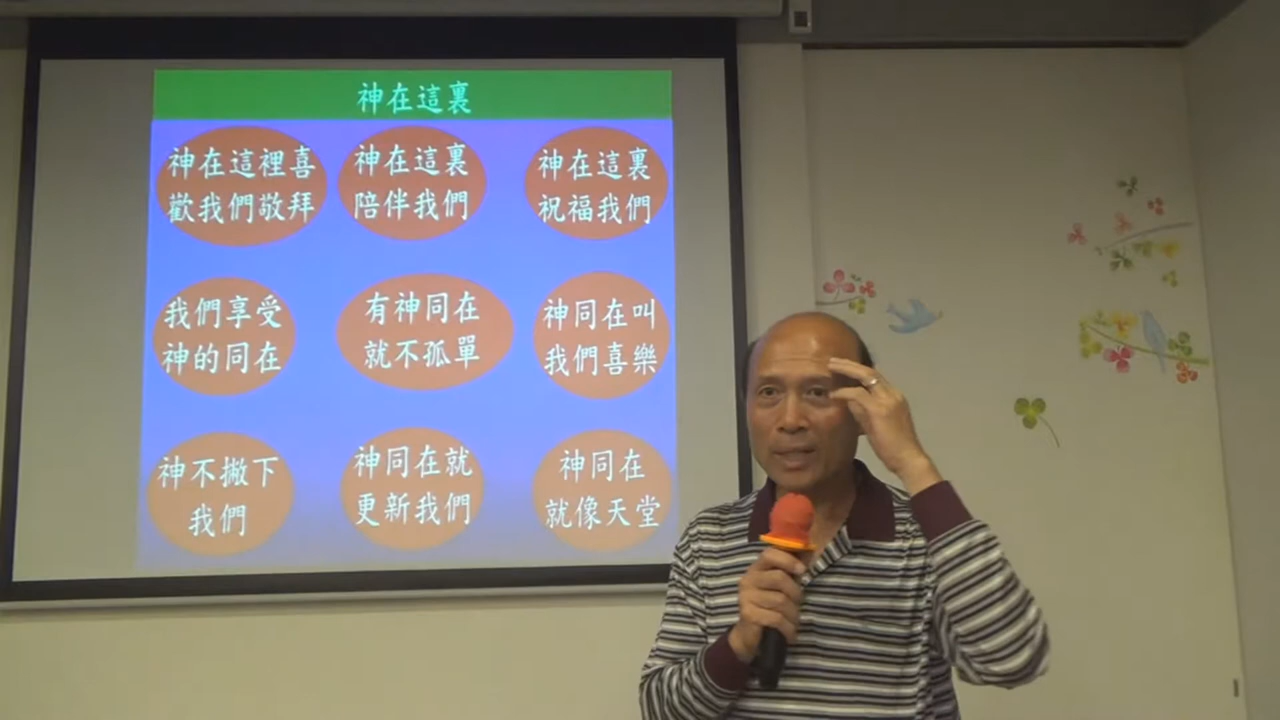 神在這裏
神在這裡喜
歡我們敬拜
神在這裏
陪伴我們
神在這裏
祝福我們
我們享受
神的同在
有神同在
就不孤單
神同在叫
我們喜樂
神不撇下
我們
神同在就
更新我們
神同在
就像天堂